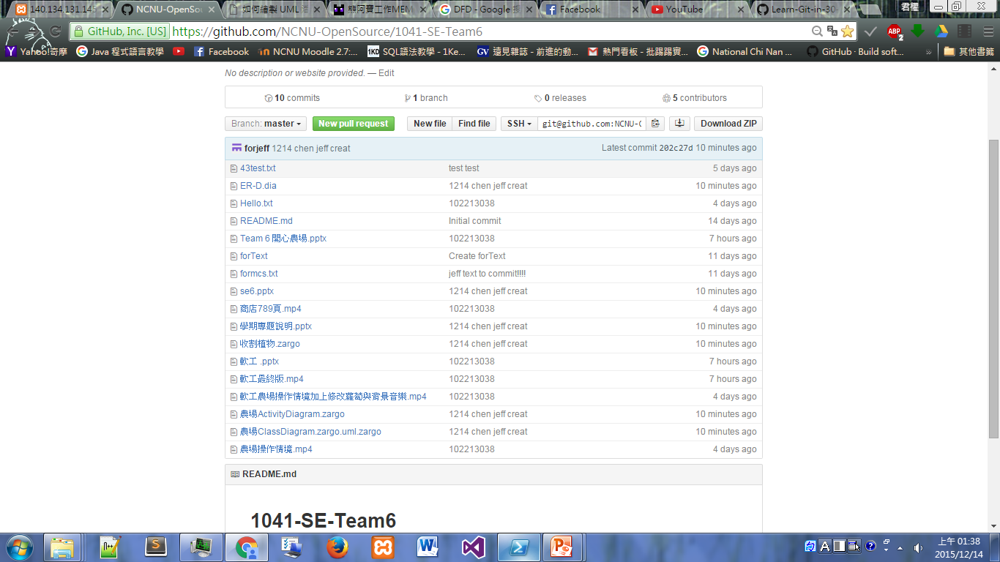 140.134.131.145
NCNU-OpenSou
如何繪製 UML
熊阿寶工作MEM
DFD - Google 搜
Facebook
YouTube
Learn-Git-in-30-
君權
GitHub, Inc. [US] https://github.com/NCNU-OpenSource/1041-SE-Team6
ABP 2
Yahoo!奇摩
Java 程式語言教學
Facebook
NCNU Moodle 2.7:...
1KD SQL語法教學 - 1Ke...
GV 遠見雜誌 - 前進的動...
熱門看板 - 批踢踢實...
National Chi Nan ...
GitHub · Build soft...
»
其他書籤
No description or website provided. — Edit
10 commits 1 branch 0 releases 5 contributors
Branch: master New pull request New file Find file SSH git@github.com:NCNU-O Download ZIP
forjeff 1214 chen jeff creat Latest commit 202c27d 10 minutes ago
43test.txt test test 5 days ago
ER-D.dia 1214 chen jeff creat 10 minutes ago
Hello.txt 102213038 4 days ago
README.md Initial commit 14 days ago
Team 6 開心農場.pptx 102213038 7 hours ago
forText Create forText 11 days ago
formcs.txt jeff text to commit!!!! 11 days ago
se6.pptx 1214 chen jeff creat 10 minutes ago
商店789頁.mp4 102213038 4 days ago
學期專題說明.pptx 1214 chen jeff creat 10 minutes ago
收割植物.zargo 1214 chen jeff creat 10 minutes ago
軟工 .pptx 102213038 7 hours ago
軟工最終版.mp4 102213038 7 hours ago
軟工農場操作情境加上修改蘿蔔與背景音樂.mp4 102213038 4 days ago
農場ActivityDiagram.zargo 1214 chen jeff creat 10 minutes ago
農場ClassDiagram.zargo.uml.zargo 1214 chen jeff creat 10 minutes ago
農場操作情境.mp4 102213038 4 days ago
README.md
1041-SE-Team6
上午 01:38
2015/12/14